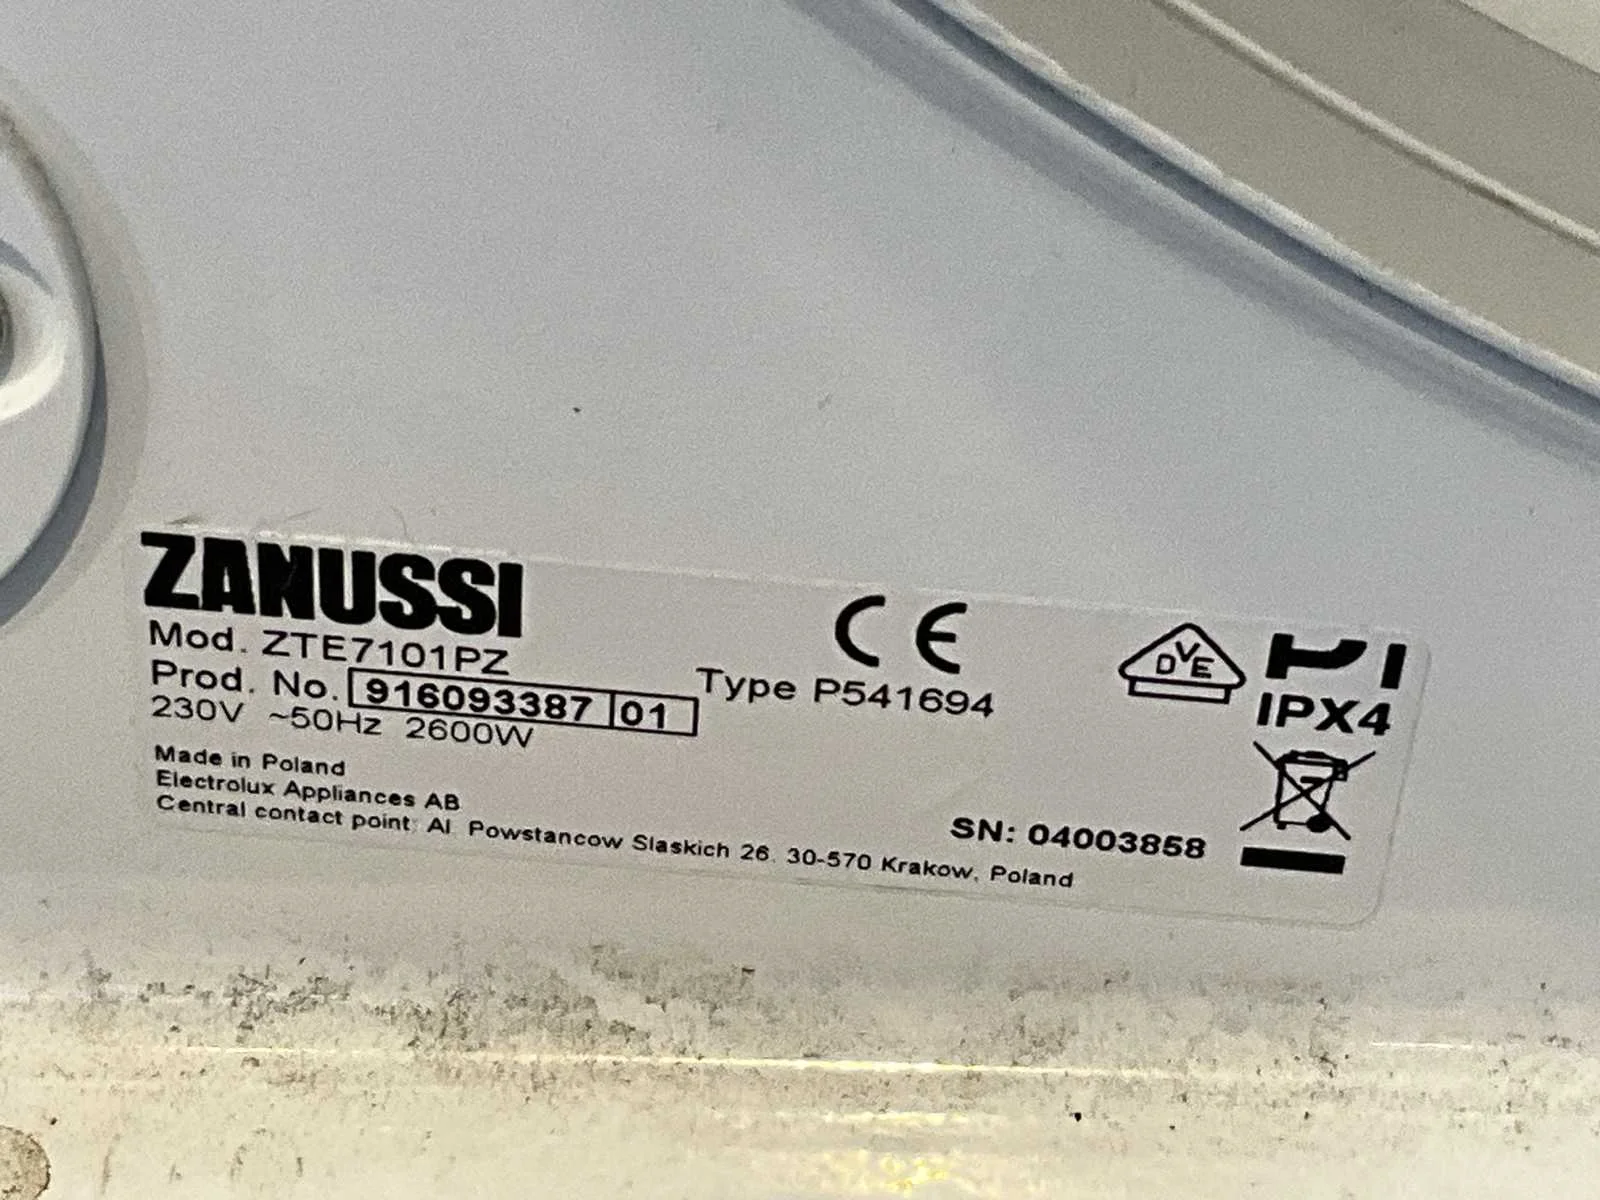 ZANUSSI
Mod. ZTE7101PZ
Prod. No. 916093387 01
230V ~50Hz 2600W
Type P541694
CE
DVE
IPX4
Made in Poland
Electrolux Appliances AB
Central contact point: Al. Powstancow Slaskich 26. 30-570 Krakow, Poland
SN: 04003858